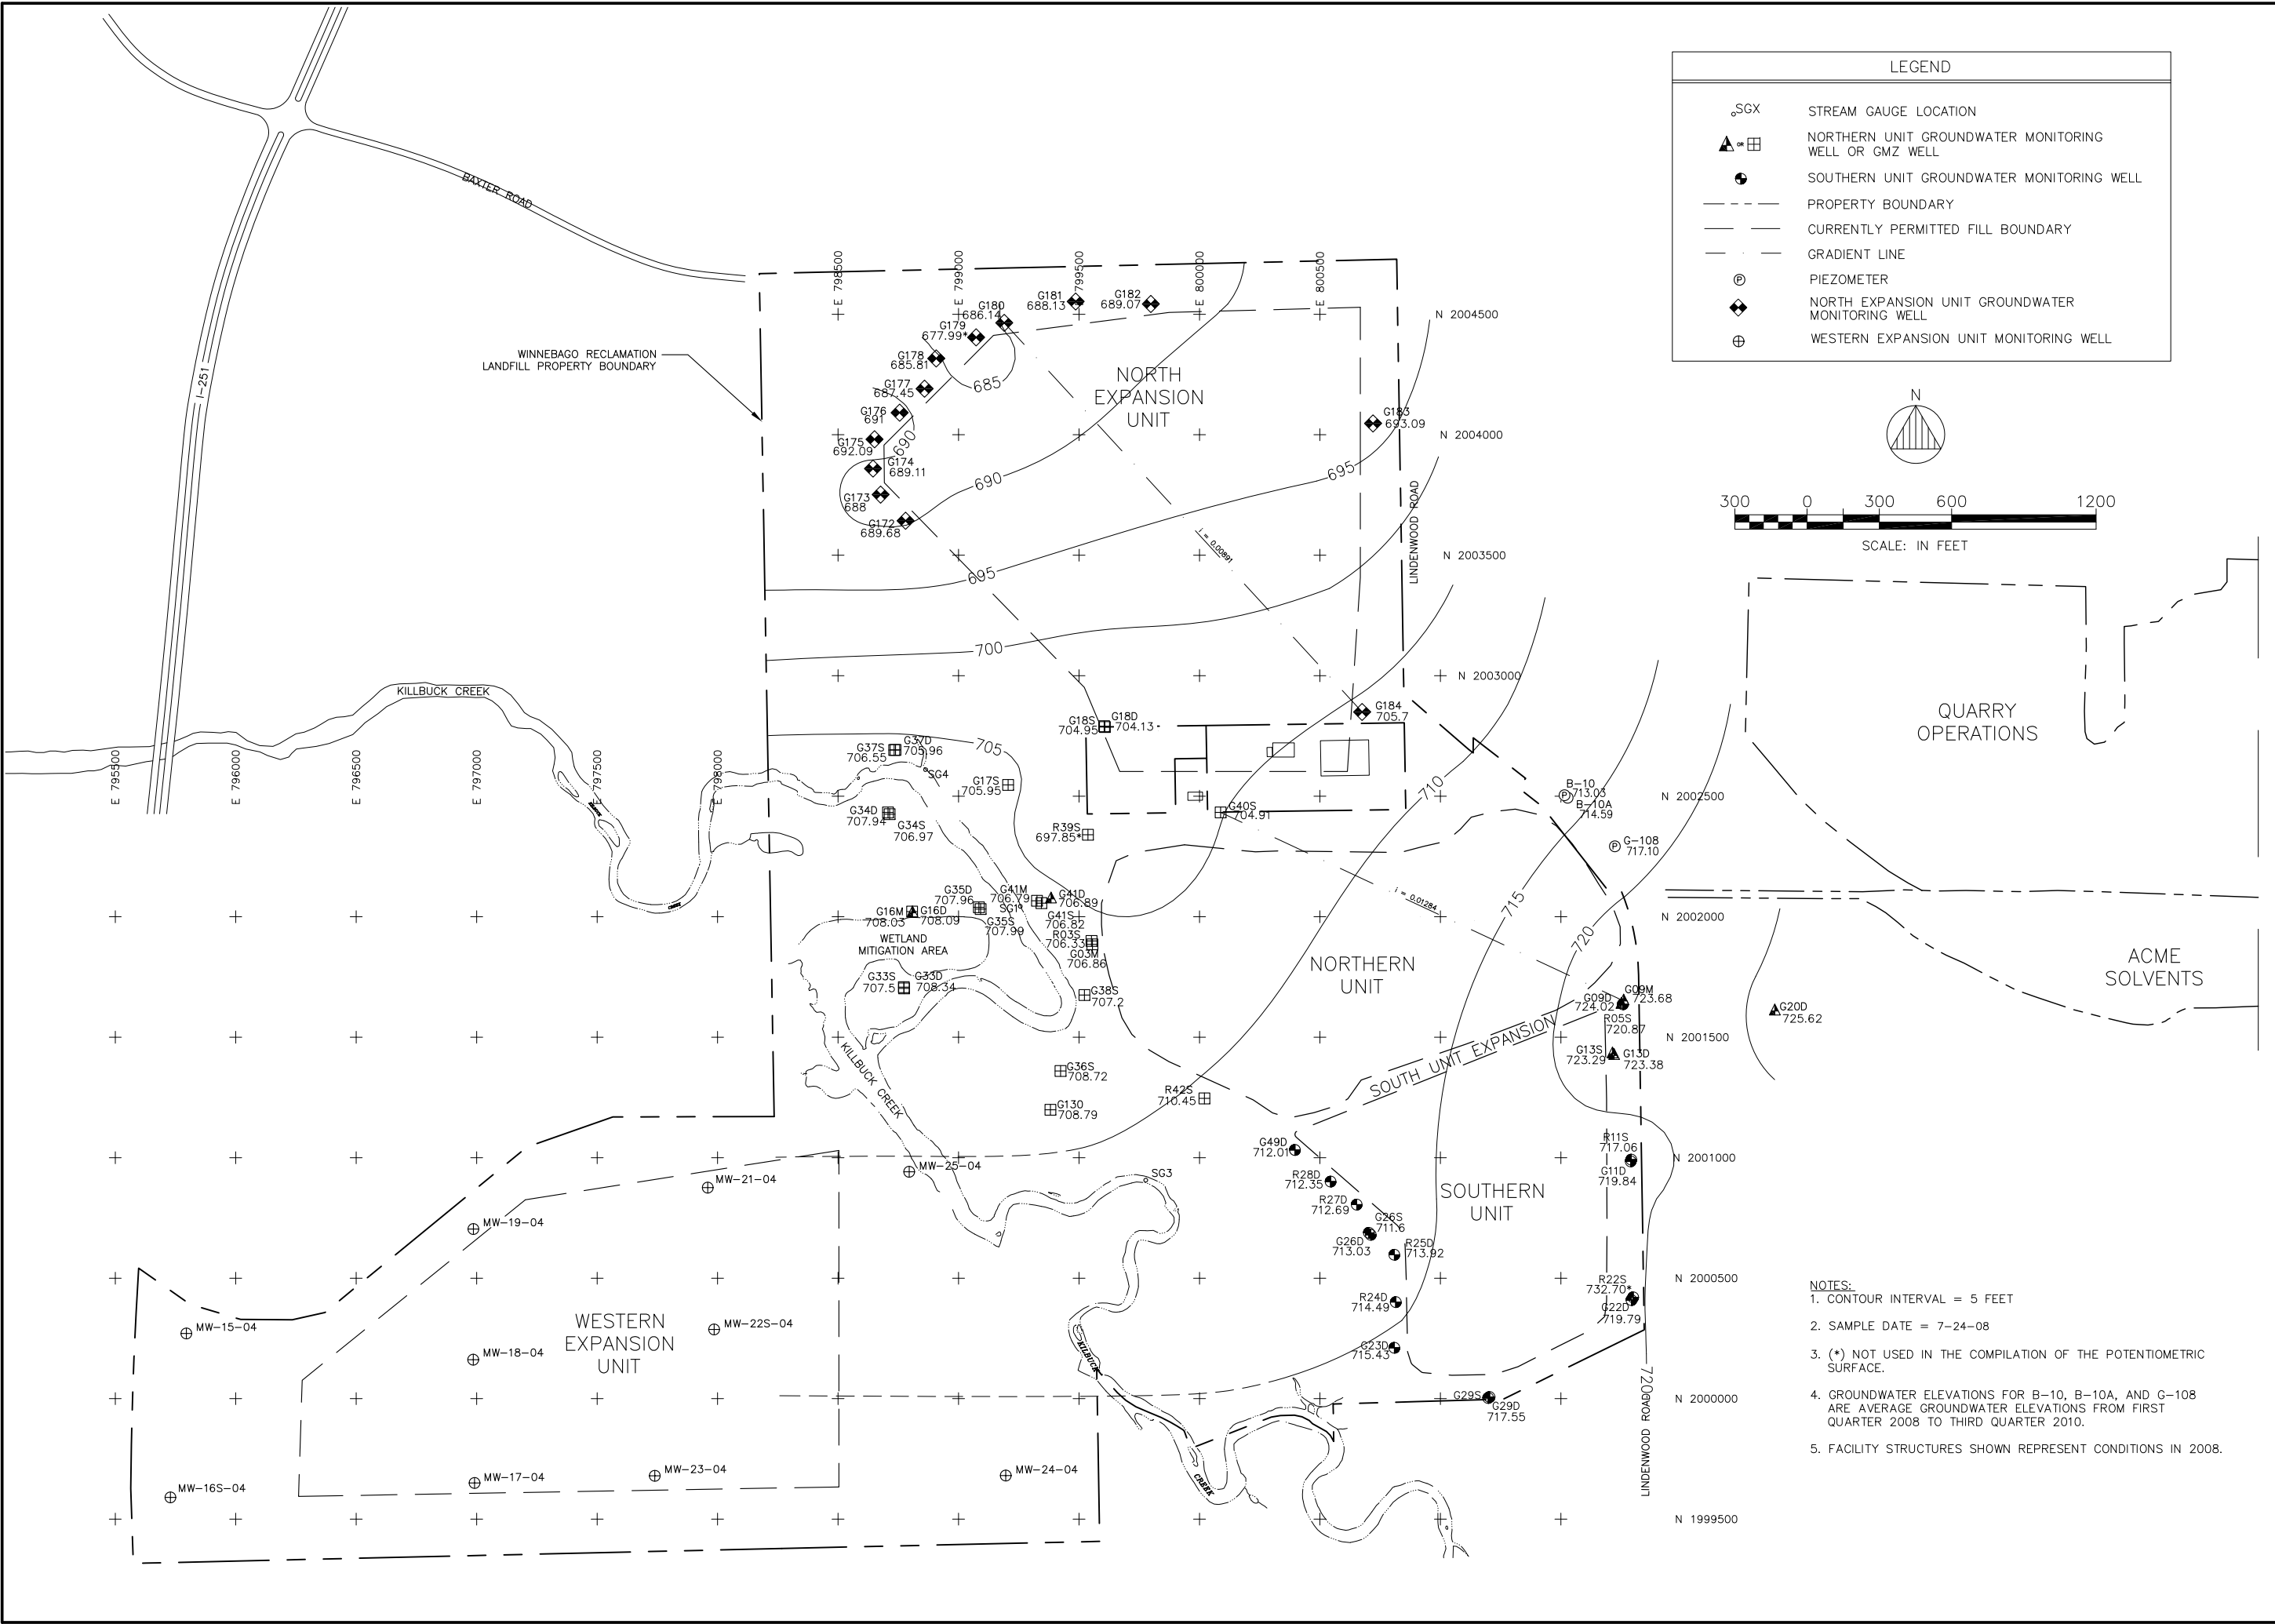 LEGEND
SGX STREAM GAUGE LOCATION
OR NORTHERN UNIT GROUNDWATER MONITORING
WELL OR GMZ WELL
SOUTHERN UNIT GROUNDWATER MONITORING WELL
PROPERTY BOUNDARY
CURRENTLY PERMITTED FILL BOUNDARY
GRADIENT LINE
P PIEZOMETER
NORTH EXPANSION UNIT GROUNDWATER
MONITORING WELL
WESTERN EXPANSION UNIT MONITORING WELL
N
300 0 300 600 1200
SCALE: IN FEET
BAXTER ROAD
I-251
WINNEBAGO RECLAMATION
LANDFILL PROPERTY BOUNDARY
E 798500
E 799000
E 799500
E 800000
E 800500
N 2004500
N 2004000
N 2003500
N 2003000
N 2002500
N 2002000
N 2001500
N 2001000
N 2000500
N 2000000
N 1999500
E 795500
E 796000
E 796500
E 797000
E 797500
E 798000
G181
688.13
G182
689.07
G180
686.14
G179
677.99*
G178
685.81
G177
687.45
G176
691
G175
692.09
G174
689.11
G173
688
G172
689.68
G183
693.09
NORTH
EXPANSION
UNIT
685
690
690
695
695
700
705
710
715
720
720
i = 0.00891
i = 0.01284
LINDENWOOD ROAD
KILLBUCK CREEK
G184
705.7
G18S
704.95
G18D
704.13
G37S
706.55
G37D
705.96
SG4
G17S
705.95
G34D
707.94
G34S
706.97
R39S
697.85*
G40S
704.91
B-10
713.03
P
B-10A
714.59
P G-108
717.10
QUARRY
OPERATIONS
ACME
SOLVENTS
G35D
707.96
G41M
706.79
SG1
G41D
706.89
G41S
706.82
G35S
707.99
G16M
708.03
G16D
708.09
R03S
706.33
G03M
706.86
WETLAND
MITIGATION AREA
G33S
707.5
G33D
708.34
G38S
707.2
NORTHERN
UNIT
G09D
724.02
G09M
723.68
R05S
720.87
G20D
725.62
G13S
723.29
G13D
723.38
SOUTH UNIT EXPANSION
KILLBUCK CREEK
G36S
708.72
G130
708.79
R42S
710.45
G49D
712.01
R28D
712.35
R27D
712.69
G26S
711.6
G26D
713.03
R25D
713.92
R24D
714.49
G23D
715.43
G29S
G29D
717.55
R11S
717.06
G11D
719.84
R22S
732.70*
G22D
719.79
SOUTHERN
UNIT
SG3
MW-25-04
MW-21-04
MW-19-04
MW-15-04
MW-18-04
MW-22S-04
WESTERN
EXPANSION
UNIT
MW-16S-04
MW-17-04
MW-23-04
MW-24-04
KILBUCK
CREEK
LINDENWOOD ROAD
NOTES:
1. CONTOUR INTERVAL = 5 FEET
2. SAMPLE DATE = 7-24-08
3. (*) NOT USED IN THE COMPILATION OF THE POTENTIOMETRIC
SURFACE.
4. GROUNDWATER ELEVATIONS FOR B-10, B-10A, AND G-108
ARE AVERAGE GROUNDWATER ELEVATIONS FROM FIRST
QUARTER 2008 TO THIRD QUARTER 2010.
5. FACILITY STRUCTURES SHOWN REPRESENT CONDITIONS IN 2008.